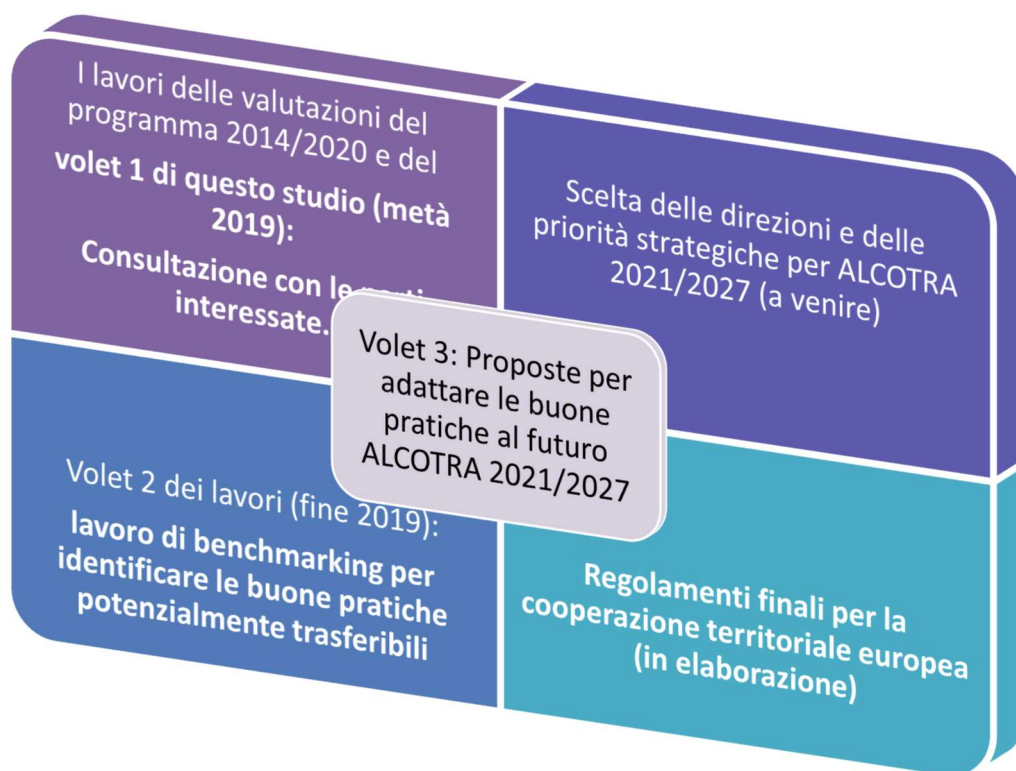 I lavori delle valutazioni del
programma 2014/2020 e del
volet 1 di questo studio (metà
2019):
Consultazione con le
interessate.
Scelta delle direzioni e delle
priorità strategiche per ALCOTRA
2021/2027 (a venire)
Volet 3: Proposte per
adattare le buone
pratiche al futuro
ALCOTRA 2021/2027
Volet 2 dei lavori (fine 2019):
lavoro di benchmarking per
identificare le buone pratiche
potenzialmente trasferibili
Regolamenti finali per la
cooperazione territoriale europea
(in elaborazione)